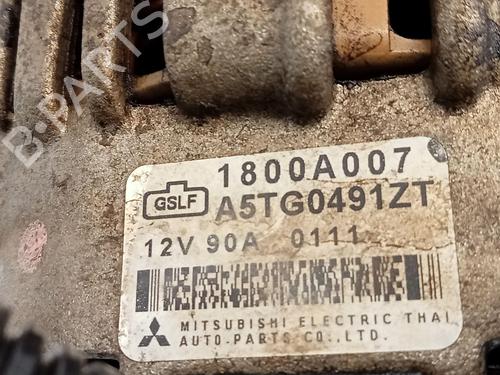 B-PARTS
1800A007
GSLF
A5TG0491ZT
12V 90A 0111
MITSUBISHI ELECTRIC THAI
AUTO-PARTS CO.,LTD.